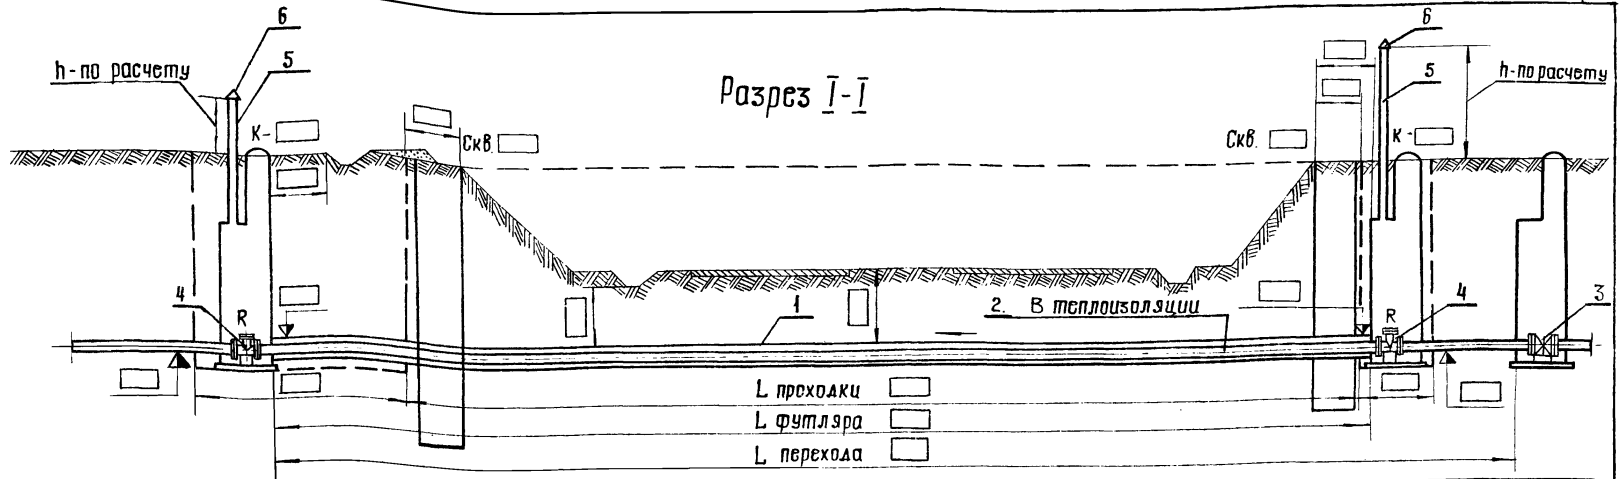 6
6
h-по расчету
5
Разрез I-I
5
h-по расчету
К-
Скв.
Скв.
К-
4
R
1
2. В теплоизоляции
R
4
3
L проходки
L футляра
L перехола